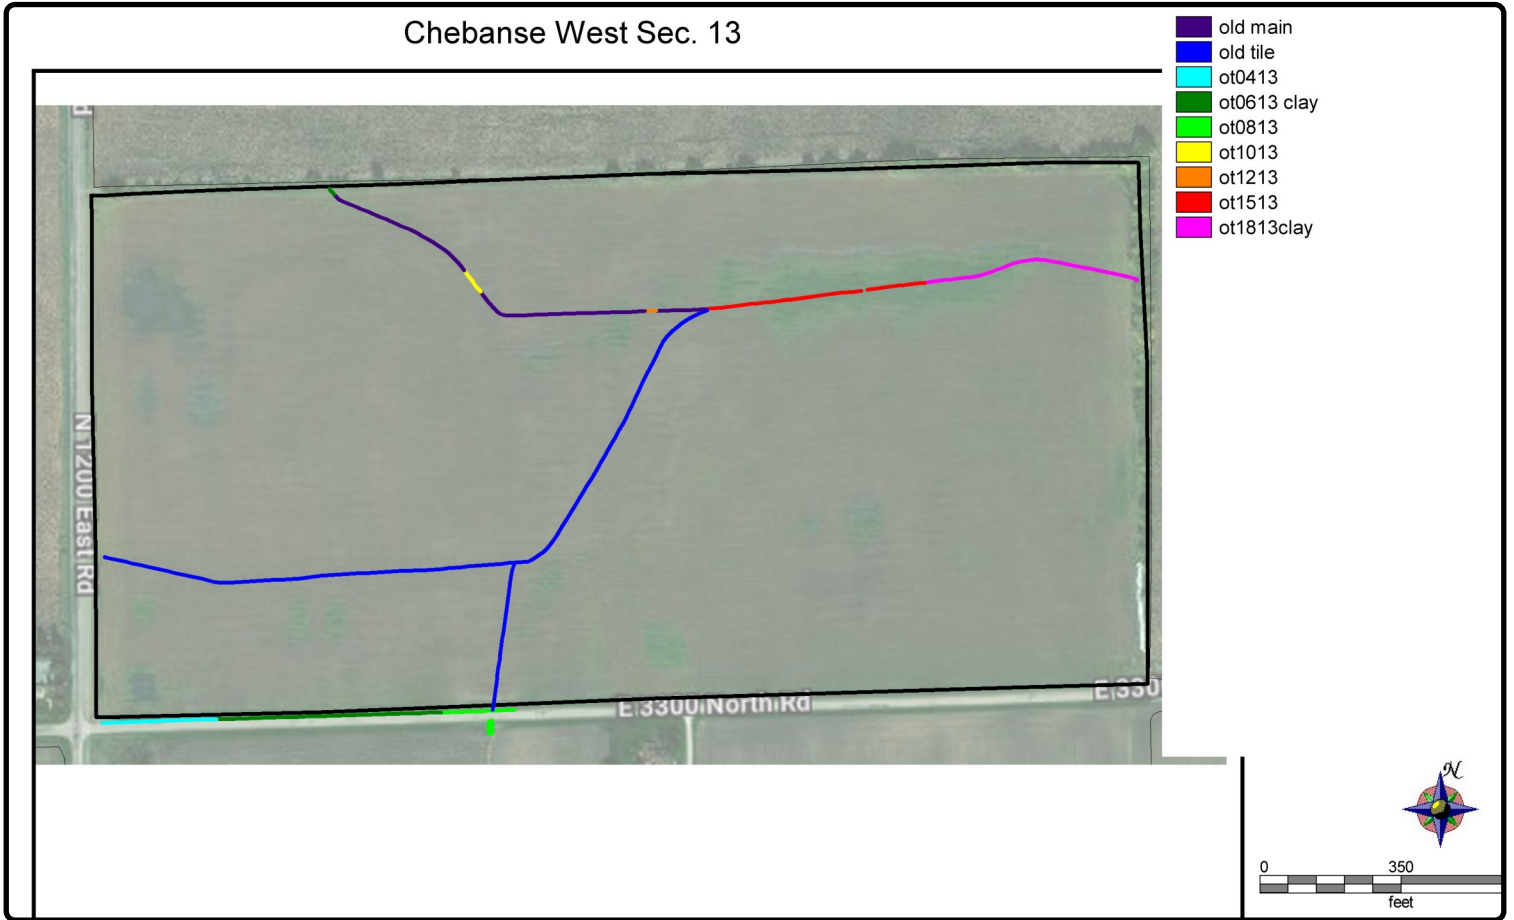 Chebanse West Sec. 13
old main
old tile
ot0413
ot0613 clay
ot0813
ot1013
ot1213
ot1513
ot1813clay
N 1200 East Rd
E 3300 North Rd
E 330
N
0 350
feet